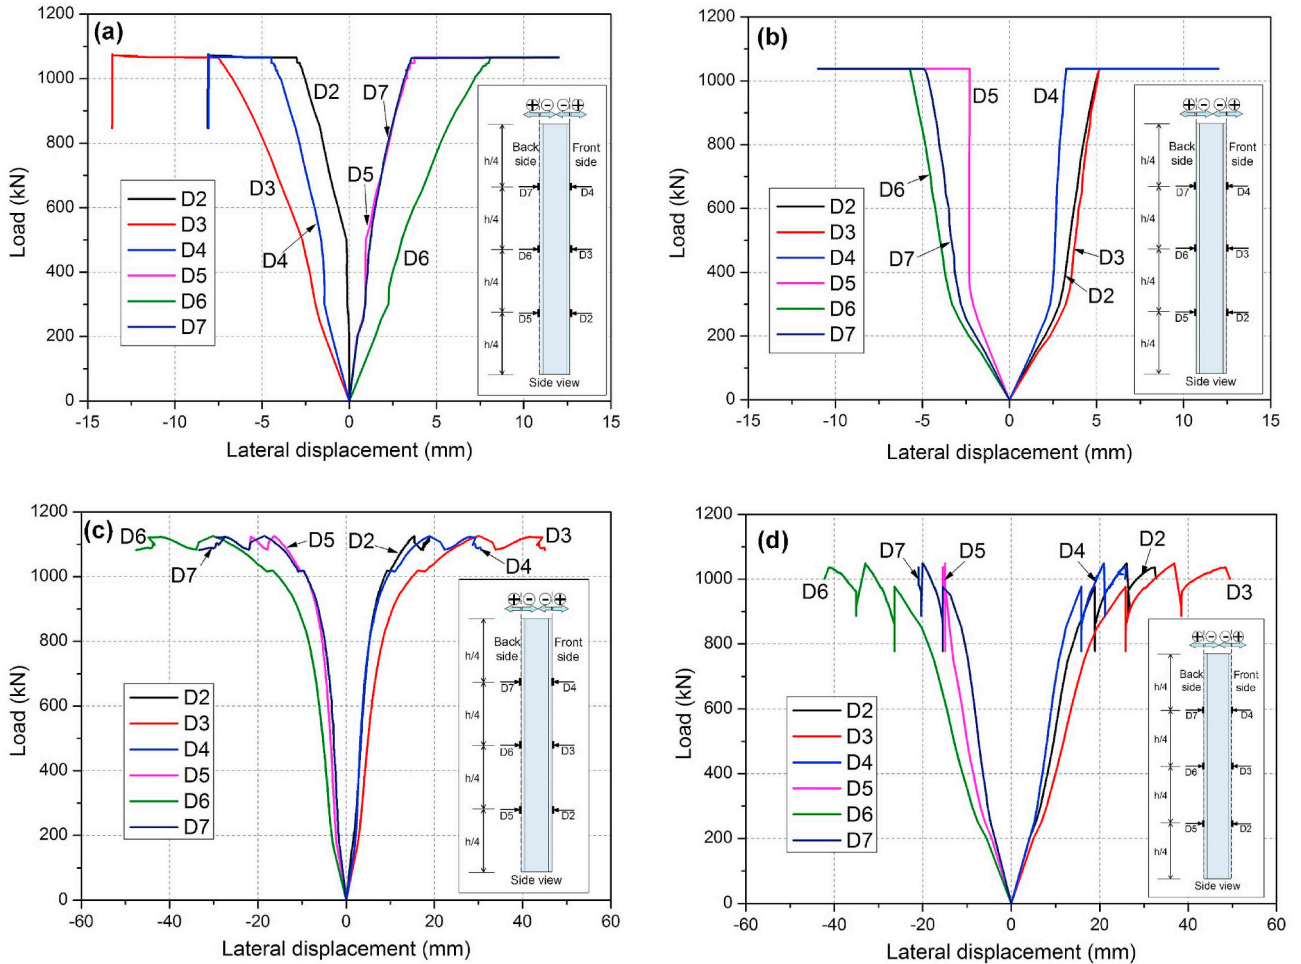 (a)
1200
1000
800
600
400
200
0
Load (kN)
-15 -10 -5 0 5 10 15
Lateral displacement (mm)
D2
D7
D5
D3
D4
D6
D2
D3
D4
D5
D6
D7
+ − − +
Back side
Front side
h/4
h/4
h/4
h/4
D7 D4
D6 D3
D5 D2
Side view
(b)
1200
1000
800
600
400
200
0
Load (kN)
-15 -10 -5 0 5 10 15
Lateral displacement (mm)
D5 D4
D6
D7
D3
D2
D2
D3
D4
D5
D6
D7
+ − − +
Back side
Front side
h/4
h/4
h/4
h/4
D7 D4
D6 D3
D5 D2
Side view
(c)
1200
1000
800
600
400
200
0
Load (kN)
-60 -40 -20 0 20 40 60
Lateral displacement (mm)
D6
D7
D5
D2
D3
D4
D2
D3
D4
D5
D6
D7
+ − − +
Back side
Front side
h/4
h/4
h/4
h/4
D7 D4
D6 D3
D5 D2
Side view
(d)
1200
1000
800
600
400
200
0
Load (kN)
-60 -40 -20 0 20 40 60
Lateral displacement (mm)
D6
D7
D5
D4
D2
D3
D2
D3
D4
D5
D6
D7
+ − − +
Back side
Front side
h/4
h/4
h/4
h/4
D7 D4
D6 D3
D5 D2
Side view